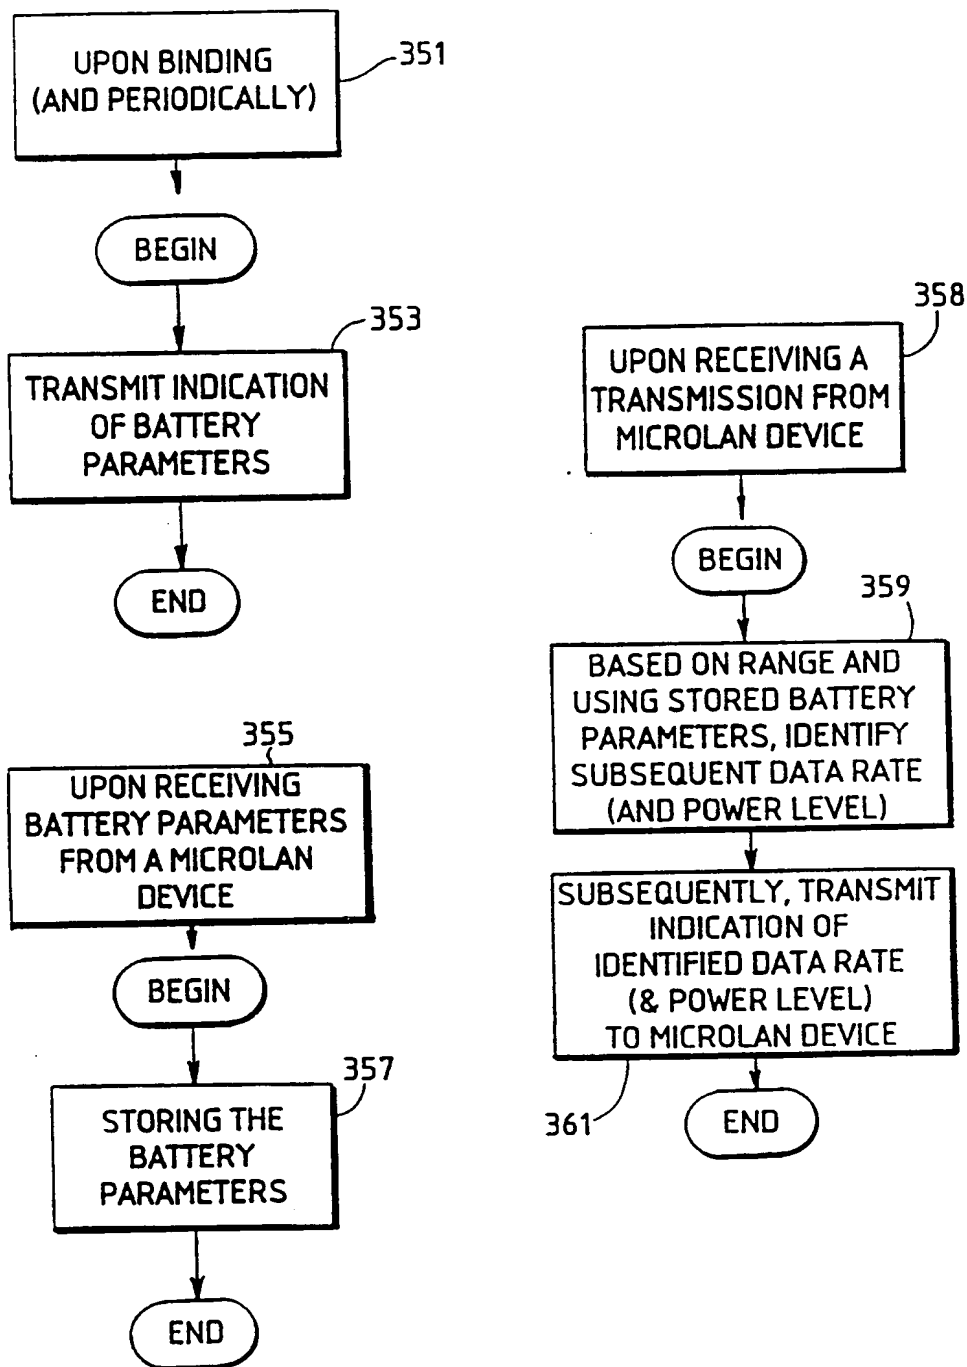 UPON BINDING
(AND PERIODICALLY)
351
BEGIN
353
TRANSMIT INDICATION
OF BATTERY
PARAMETERS
END
355
UPON RECEIVING
BATTERY PARAMETERS
FROM A MICROLAN
DEVICE
BEGIN
357
STORING THE
BATTERY
PARAMETERS
END
358
UPON RECEIVING A
TRANSMISSION FROM
MICROLAN DEVICE
BEGIN
359
BASED ON RANGE AND
USING STORED BATTERY
PARAMETERS, IDENTIFY
SUBSEQUENT DATA RATE
(AND POWER LEVEL)
SUBSEQUENTLY, TRANSMIT
INDICATION OF
IDENTIFIED DATA RATE
(& POWER LEVEL)
TO MICROLAN DEVICE
361
END